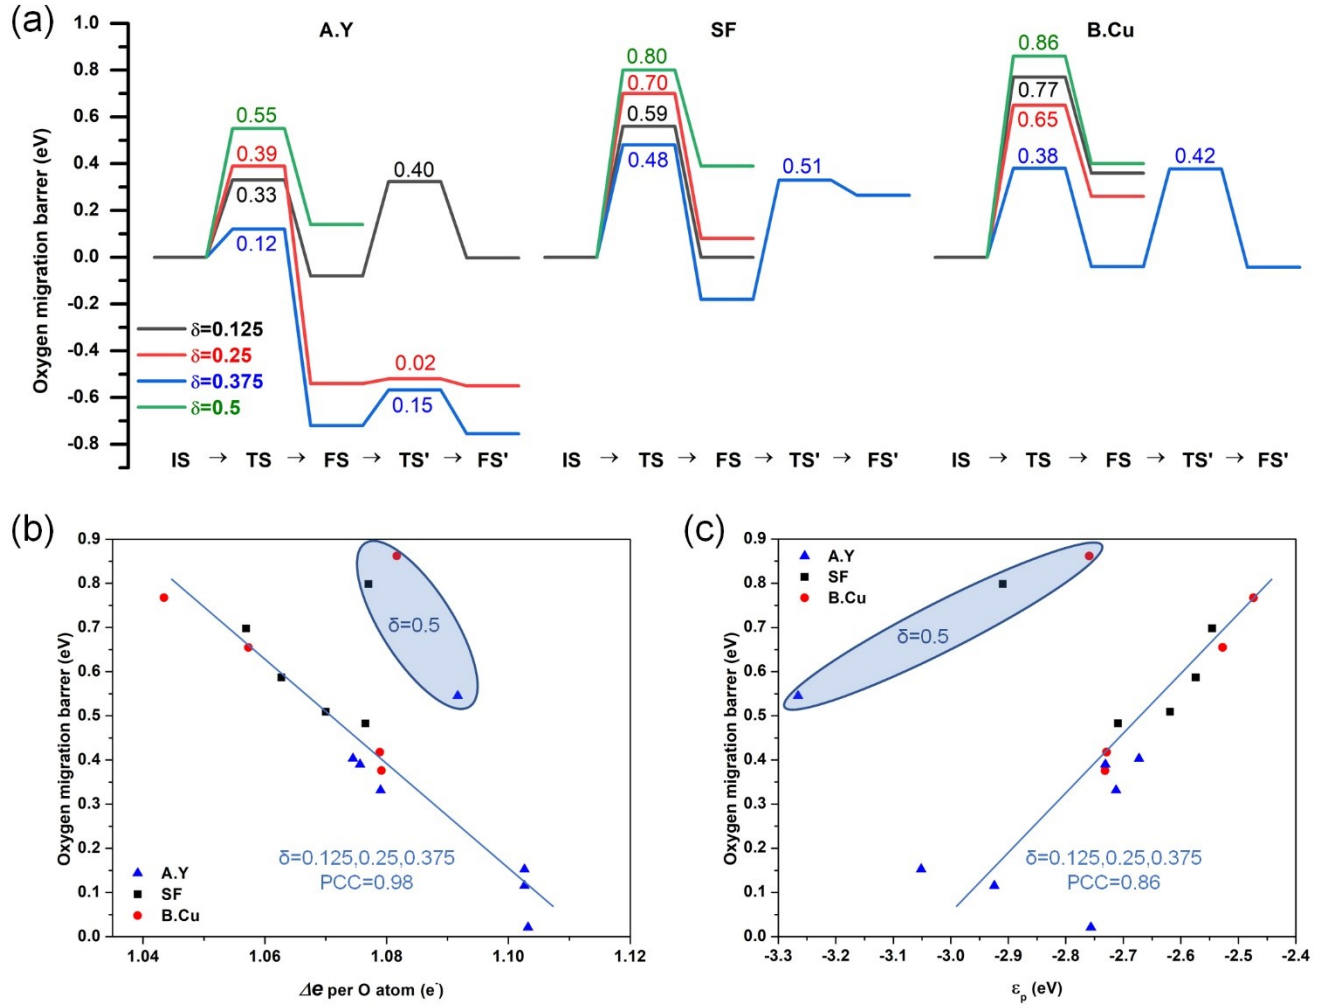 (a)
A.Y
SF
B.Cu
Oxygen migration barrer (eV)
1.0
0.8
0.6
0.4
0.2
0.0
-0.2
-0.4
-0.6
-0.8
0.55
0.39
0.33
0.12
0.40
0.02
0.15
0.80
0.70
0.59
0.48
0.51
0.86
0.77
0.65
0.38
0.42
δ=0.125
δ=0.25
δ=0.375
δ=0.5
IS → TS → FS → TS' → FS'
IS → TS → FS → TS' → FS'
IS → TS → FS → TS' → FS'
(b)
Oxygen migration barrer (eV)
0.9
0.8
0.7
0.6
0.5
0.4
0.3
0.2
0.1
0.0
δ=0.5
δ=0.125,0.25,0.375
PCC=0.98
A.Y
SF
B.Cu
1.04 1.06 1.08 1.10 1.12
Δe per O atom (e⁻)
(c)
Oxygen migration barrer (eV)
0.9
0.8
0.7
0.6
0.5
0.4
0.3
0.2
0.1
0.0
A.Y
SF
B.Cu
δ=0.5
δ=0.125,0.25,0.375
PCC=0.86
-3.3 -3.2 -3.1 -3.0 -2.9 -2.8 -2.7 -2.6 -2.5 -2.4
εp (eV)